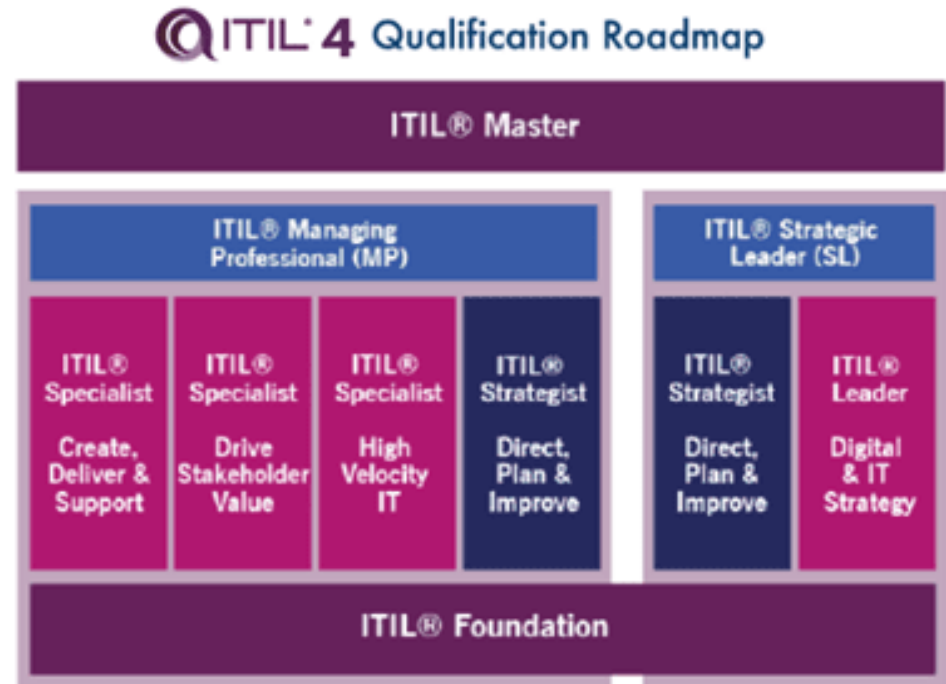 ITIL® 4 Qualification Roadmap
ITIL® Master
ITIL® Managing
Professional (MP)
ITIL® Strategic
Leader (SL)
ITIL®
Specialist
Create,
Deliver &
Support
ITIL®
Specialist
Drive
Stakeholder
Value
ITIL®
Specialist
High
Velocity
IT
ITIL®
Strategist
Direct,
Plan &
Improve
ITIL®
Strategist
Direct,
Plan &
Improve
ITIL®
Leader
Digital
& IT
Strategy
ITIL® Foundation